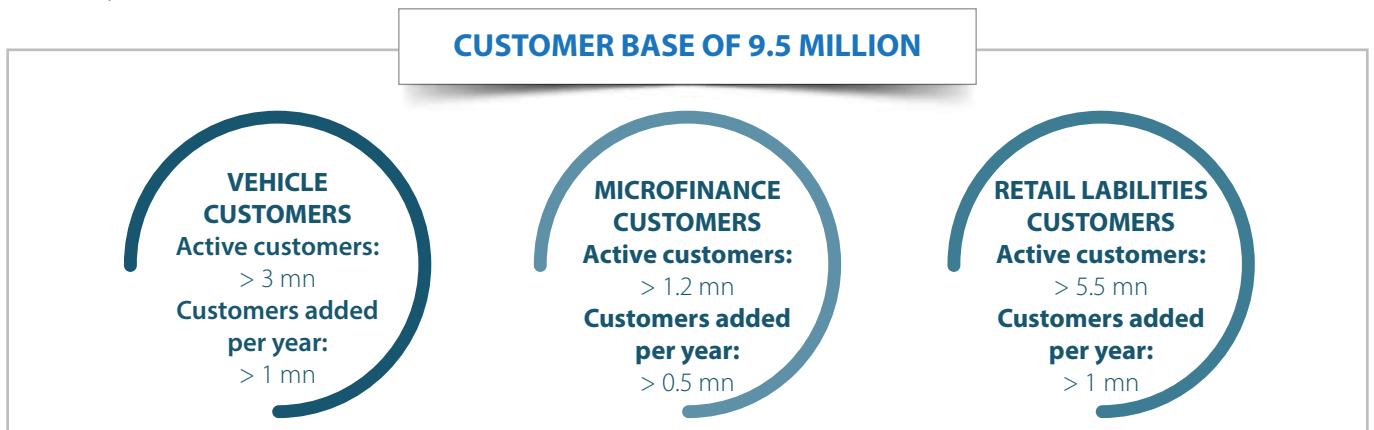 CUSTOMER BASE OF 9.5 MILLION
VEHICLE
CUSTOMERS
Active customers:
> 3 mn
Customers added
per year:
> 1 mn
MICROFINANCE
CUSTOMERS
Active customers:
> 1.2 mn
Customers added
per year:
> 0.5 mn
RETAIL LABILITIES
CUSTOMERS
Active customers:
> 5.5 mn
Customers added
per year:
> 1 mn